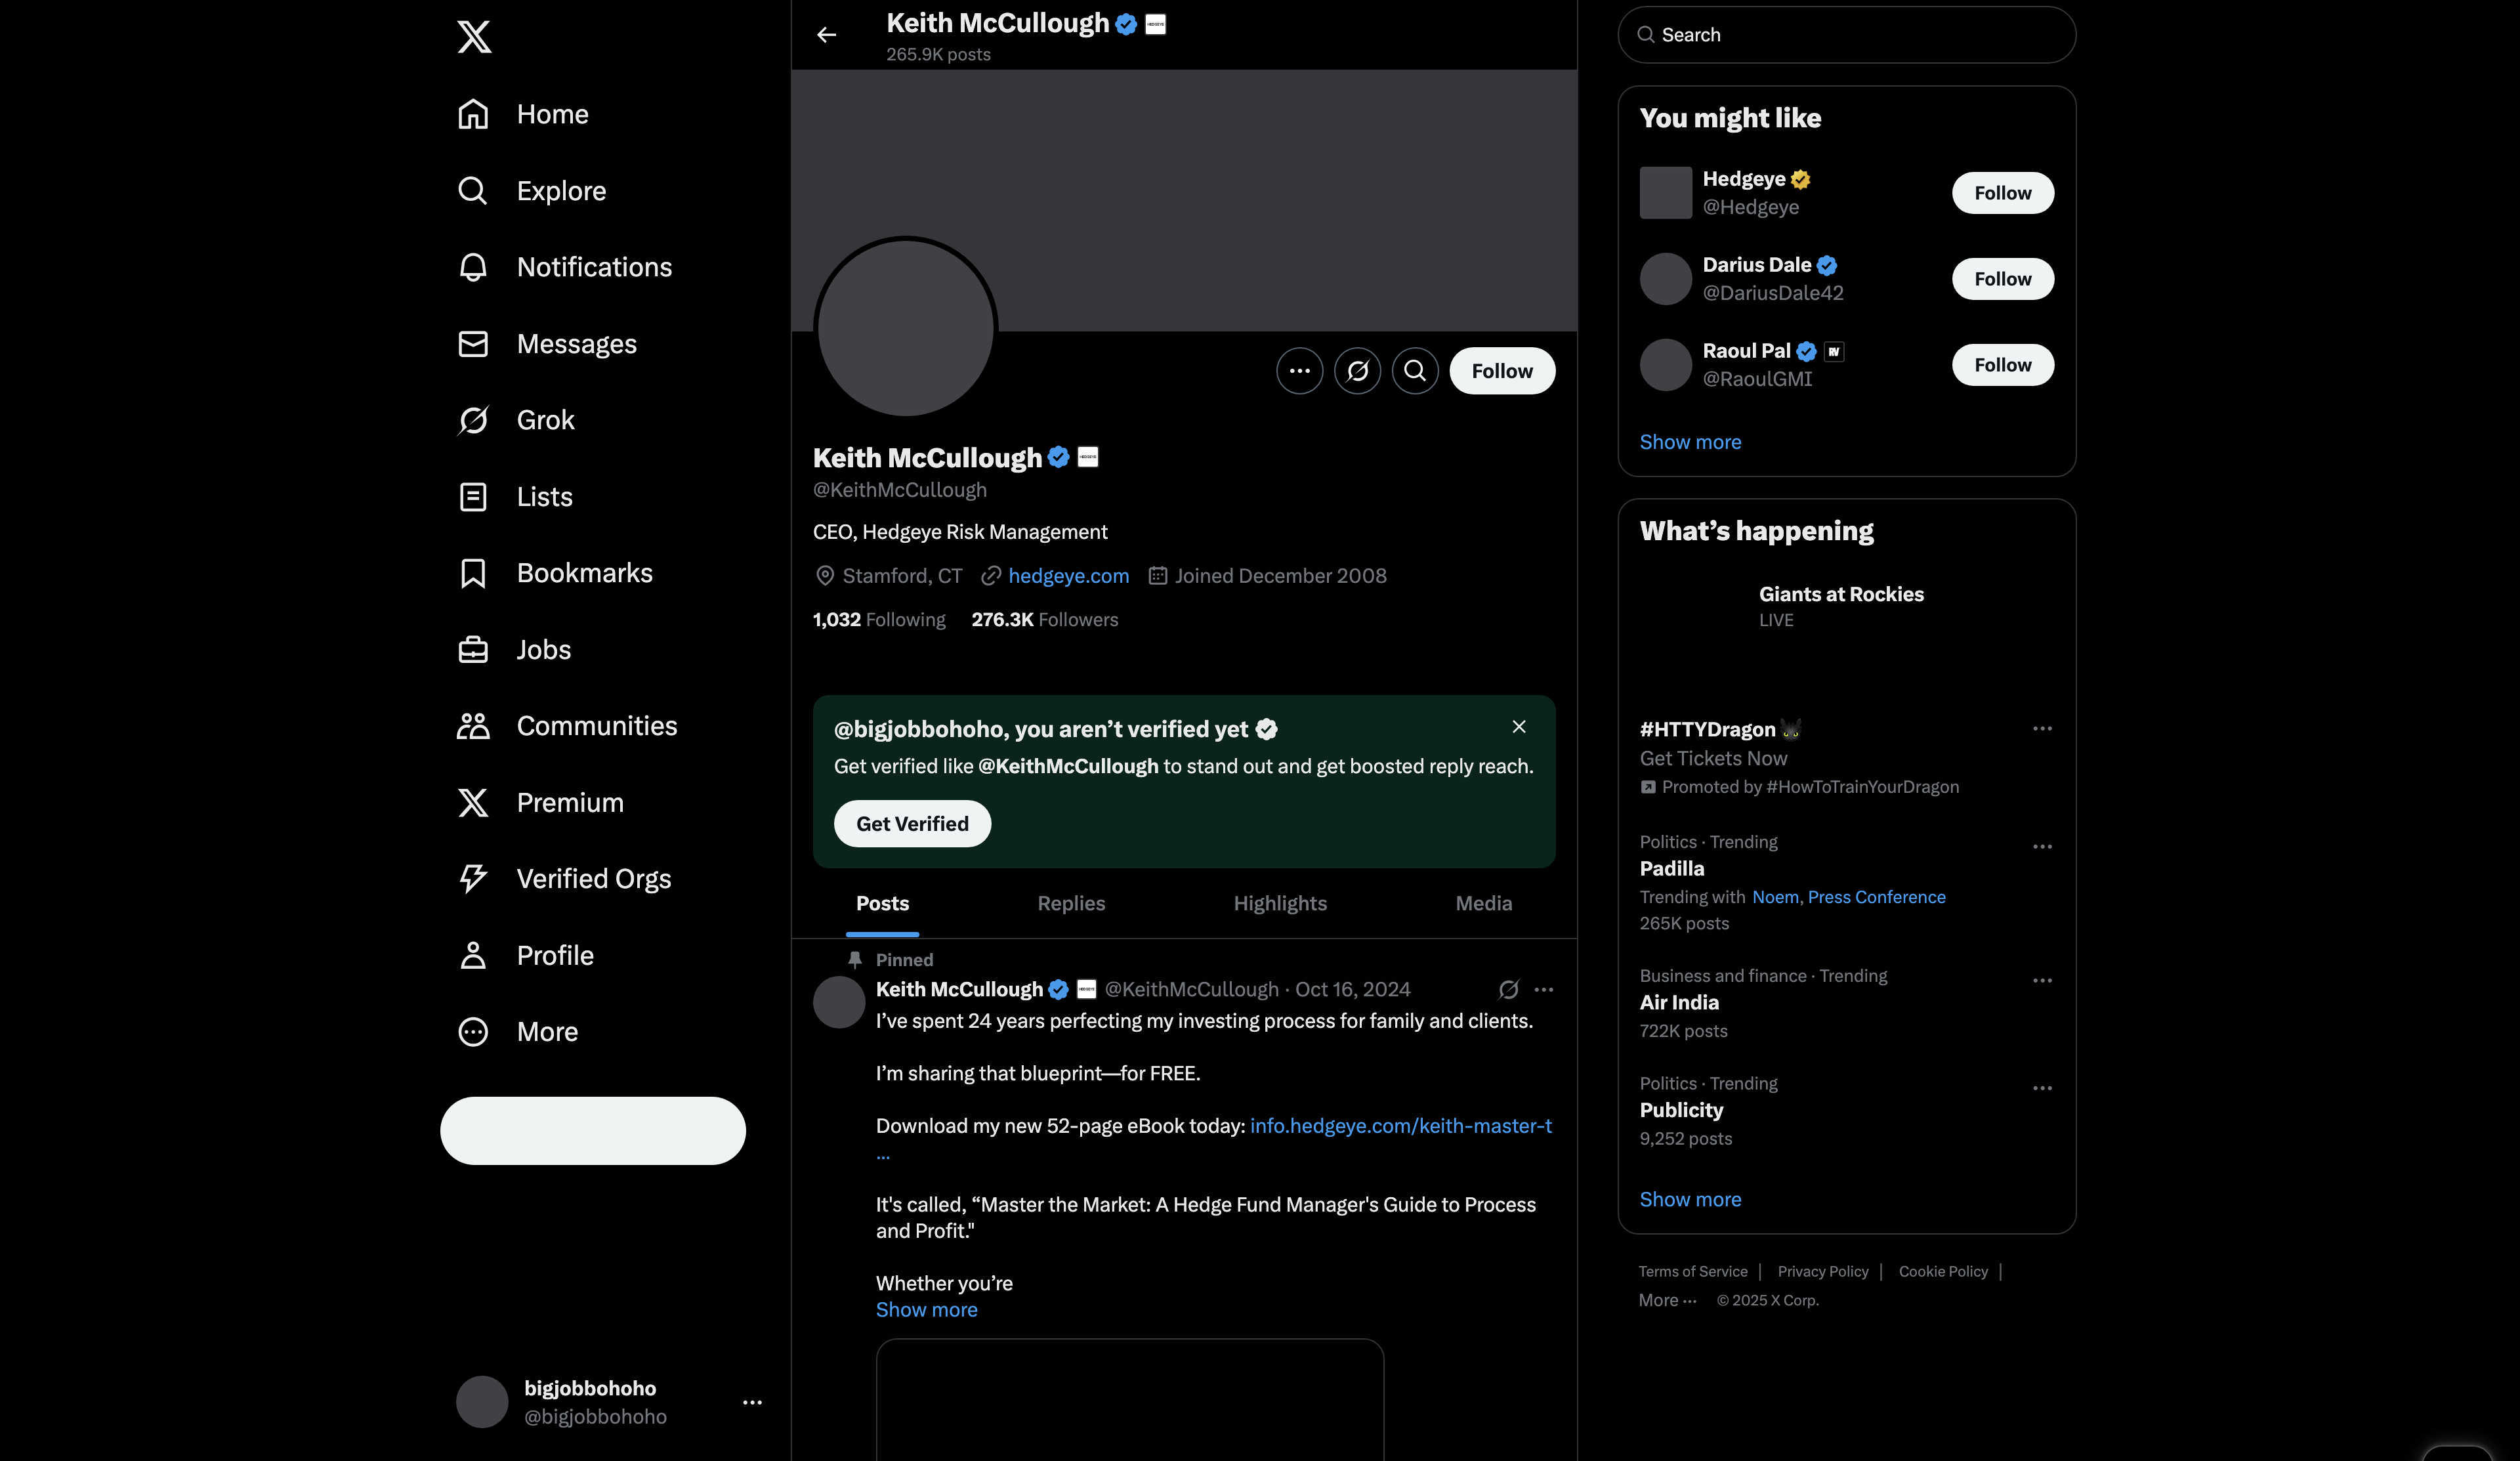 Home
Explore
Notifications
Messages
Grok
Lists
Bookmarks
Jobs
Communities
Premium
Verified Orgs
Profile
More
bigjobbohoho
@bigjobbohoho
Keith McCullough
265.9K posts
Follow
Keith McCullough
@KeithMcCullough
CEO, Hedgeye Risk Management
Stamford, CT hedgeye.com Joined December 2008
1,032 Following 276.3K Followers
@bigjobbohoho, you aren’t verified yet
Get verified like @KeithMcCullough to stand out and get boosted reply reach.
Get Verified
Posts Replies Highlights Media
Pinned
Keith McCullough @KeithMcCullough · Oct 16, 2024
I’ve spent 24 years perfecting my investing process for family and clients.
I’m sharing that blueprint—for FREE.
Download my new 52-page eBook today: info.hedgeye.com/keith-master-t
…
It's called, “Master the Market: A Hedge Fund Manager's Guide to Process
and Profit."
Whether you’re
Show more
Search
You might like
Hedgeye
@Hedgeye
Follow
Darius Dale
@DariusDale42
Follow
Raoul Pal RV
@RaoulGMI
Follow
Show more
What’s happening
Giants at Rockies
LIVE
#HTTYDragon
Get Tickets Now
Promoted by #HowToTrainYourDragon
Politics · Trending
Padilla
Trending with Noem, Press Conference
265K posts
Business and finance · Trending
Air India
722K posts
Politics · Trending
Publicity
9,252 posts
Show more
Terms of Service | Privacy Policy | Cookie Policy |
More ··· © 2025 X Corp.